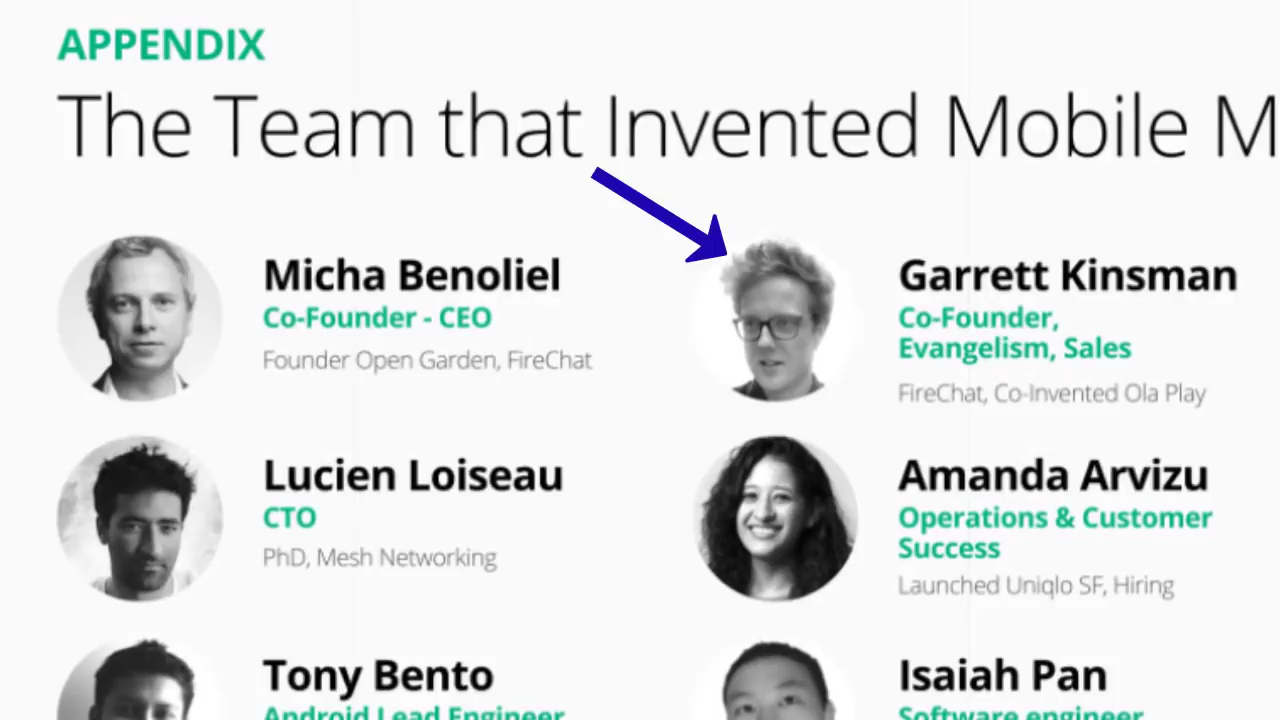 APPENDIX
The Team that Invented Mobile M
Micha Benoliel
Co-Founder - CEO
Founder Open Garden, FireChat
Garrett Kinsman
Co-Founder,
Evangelism, Sales
FireChat, Co-Invented Ola Play
Lucien Loiseau
CTO
PhD, Mesh Networking
Amanda Arvizu
Operations & Customer
Success
Launched Uniqlo SF, Hiring
Tony Bento
Android Lead Engineer
Isaiah Pan
Software engineer